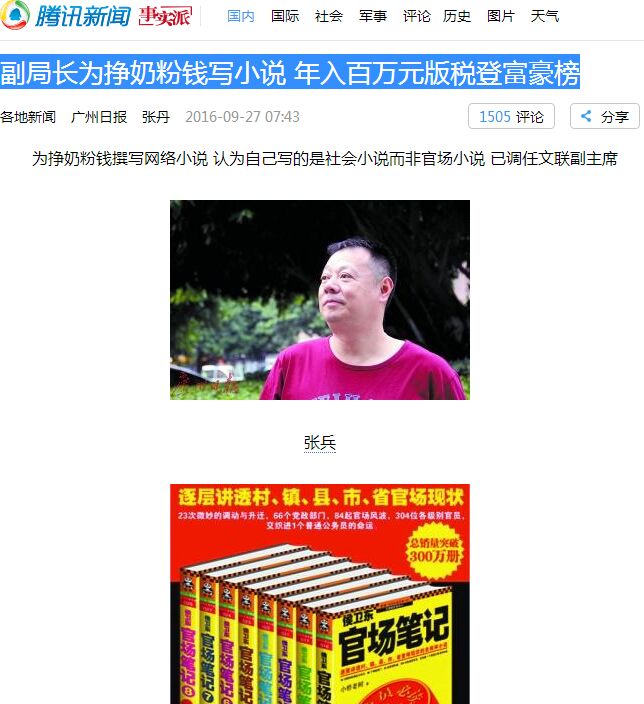 腾讯新闻 事实派 国内 国际 社会 军事 评论 历史 图片 天气
副局长为挣奶粉钱写小说 年入百万元版税登富豪榜
各地新闻 广州日报 张丹 2016-09-27 07:43 1505 评论 分享
为挣奶粉钱撰写网络小说 认为自己写的是社会小说而非官场小说 已调任文联副主席
广州日报
张兵
逐层讲透村、镇、县、市、省官场现状
23次微妙的调动与升迁，66个党政部门，84起官场风波，304位各级别官员，
交织进1个普通公务员的命运
总销量突破
300万册
侯卫东
官场笔记
小桥老树
官场笔记8
官场笔记7
官场笔记6
官场笔
官场笔
官场笔
官场笔
官场笔